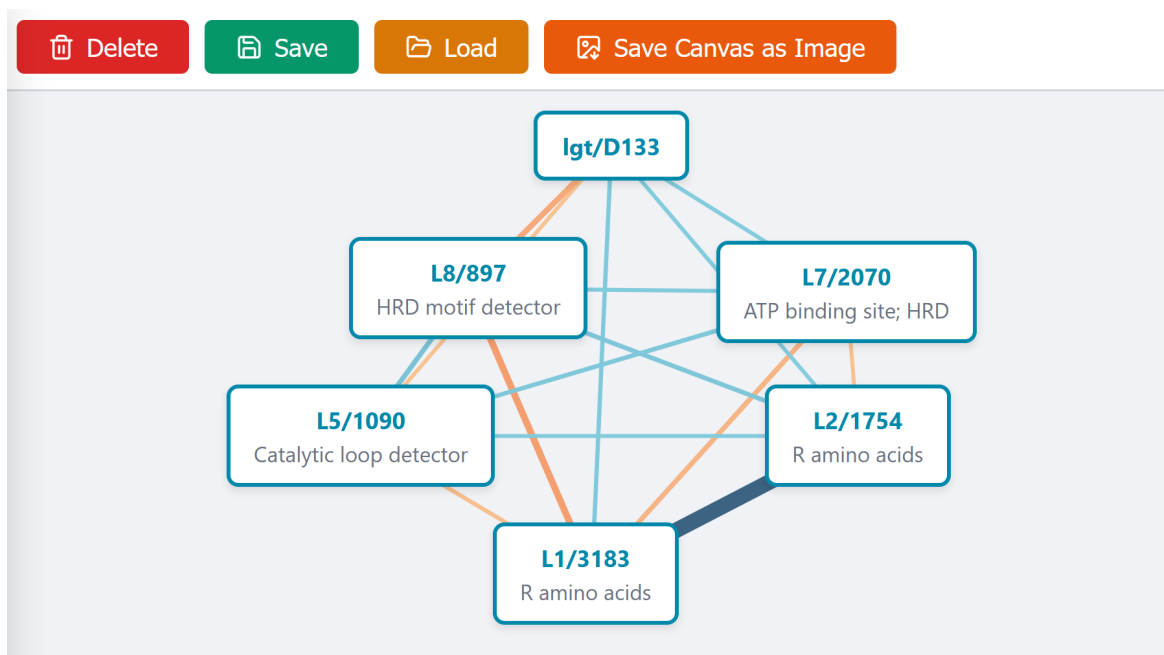 Delete
Save
Load
Save Canvas as Image
lgt/D133
L8/897
HRD motif detector
L7/2070
ATP binding site; HRD
L5/1090
Catalytic loop detector
L2/1754
R amino acids
L1/3183
R amino acids